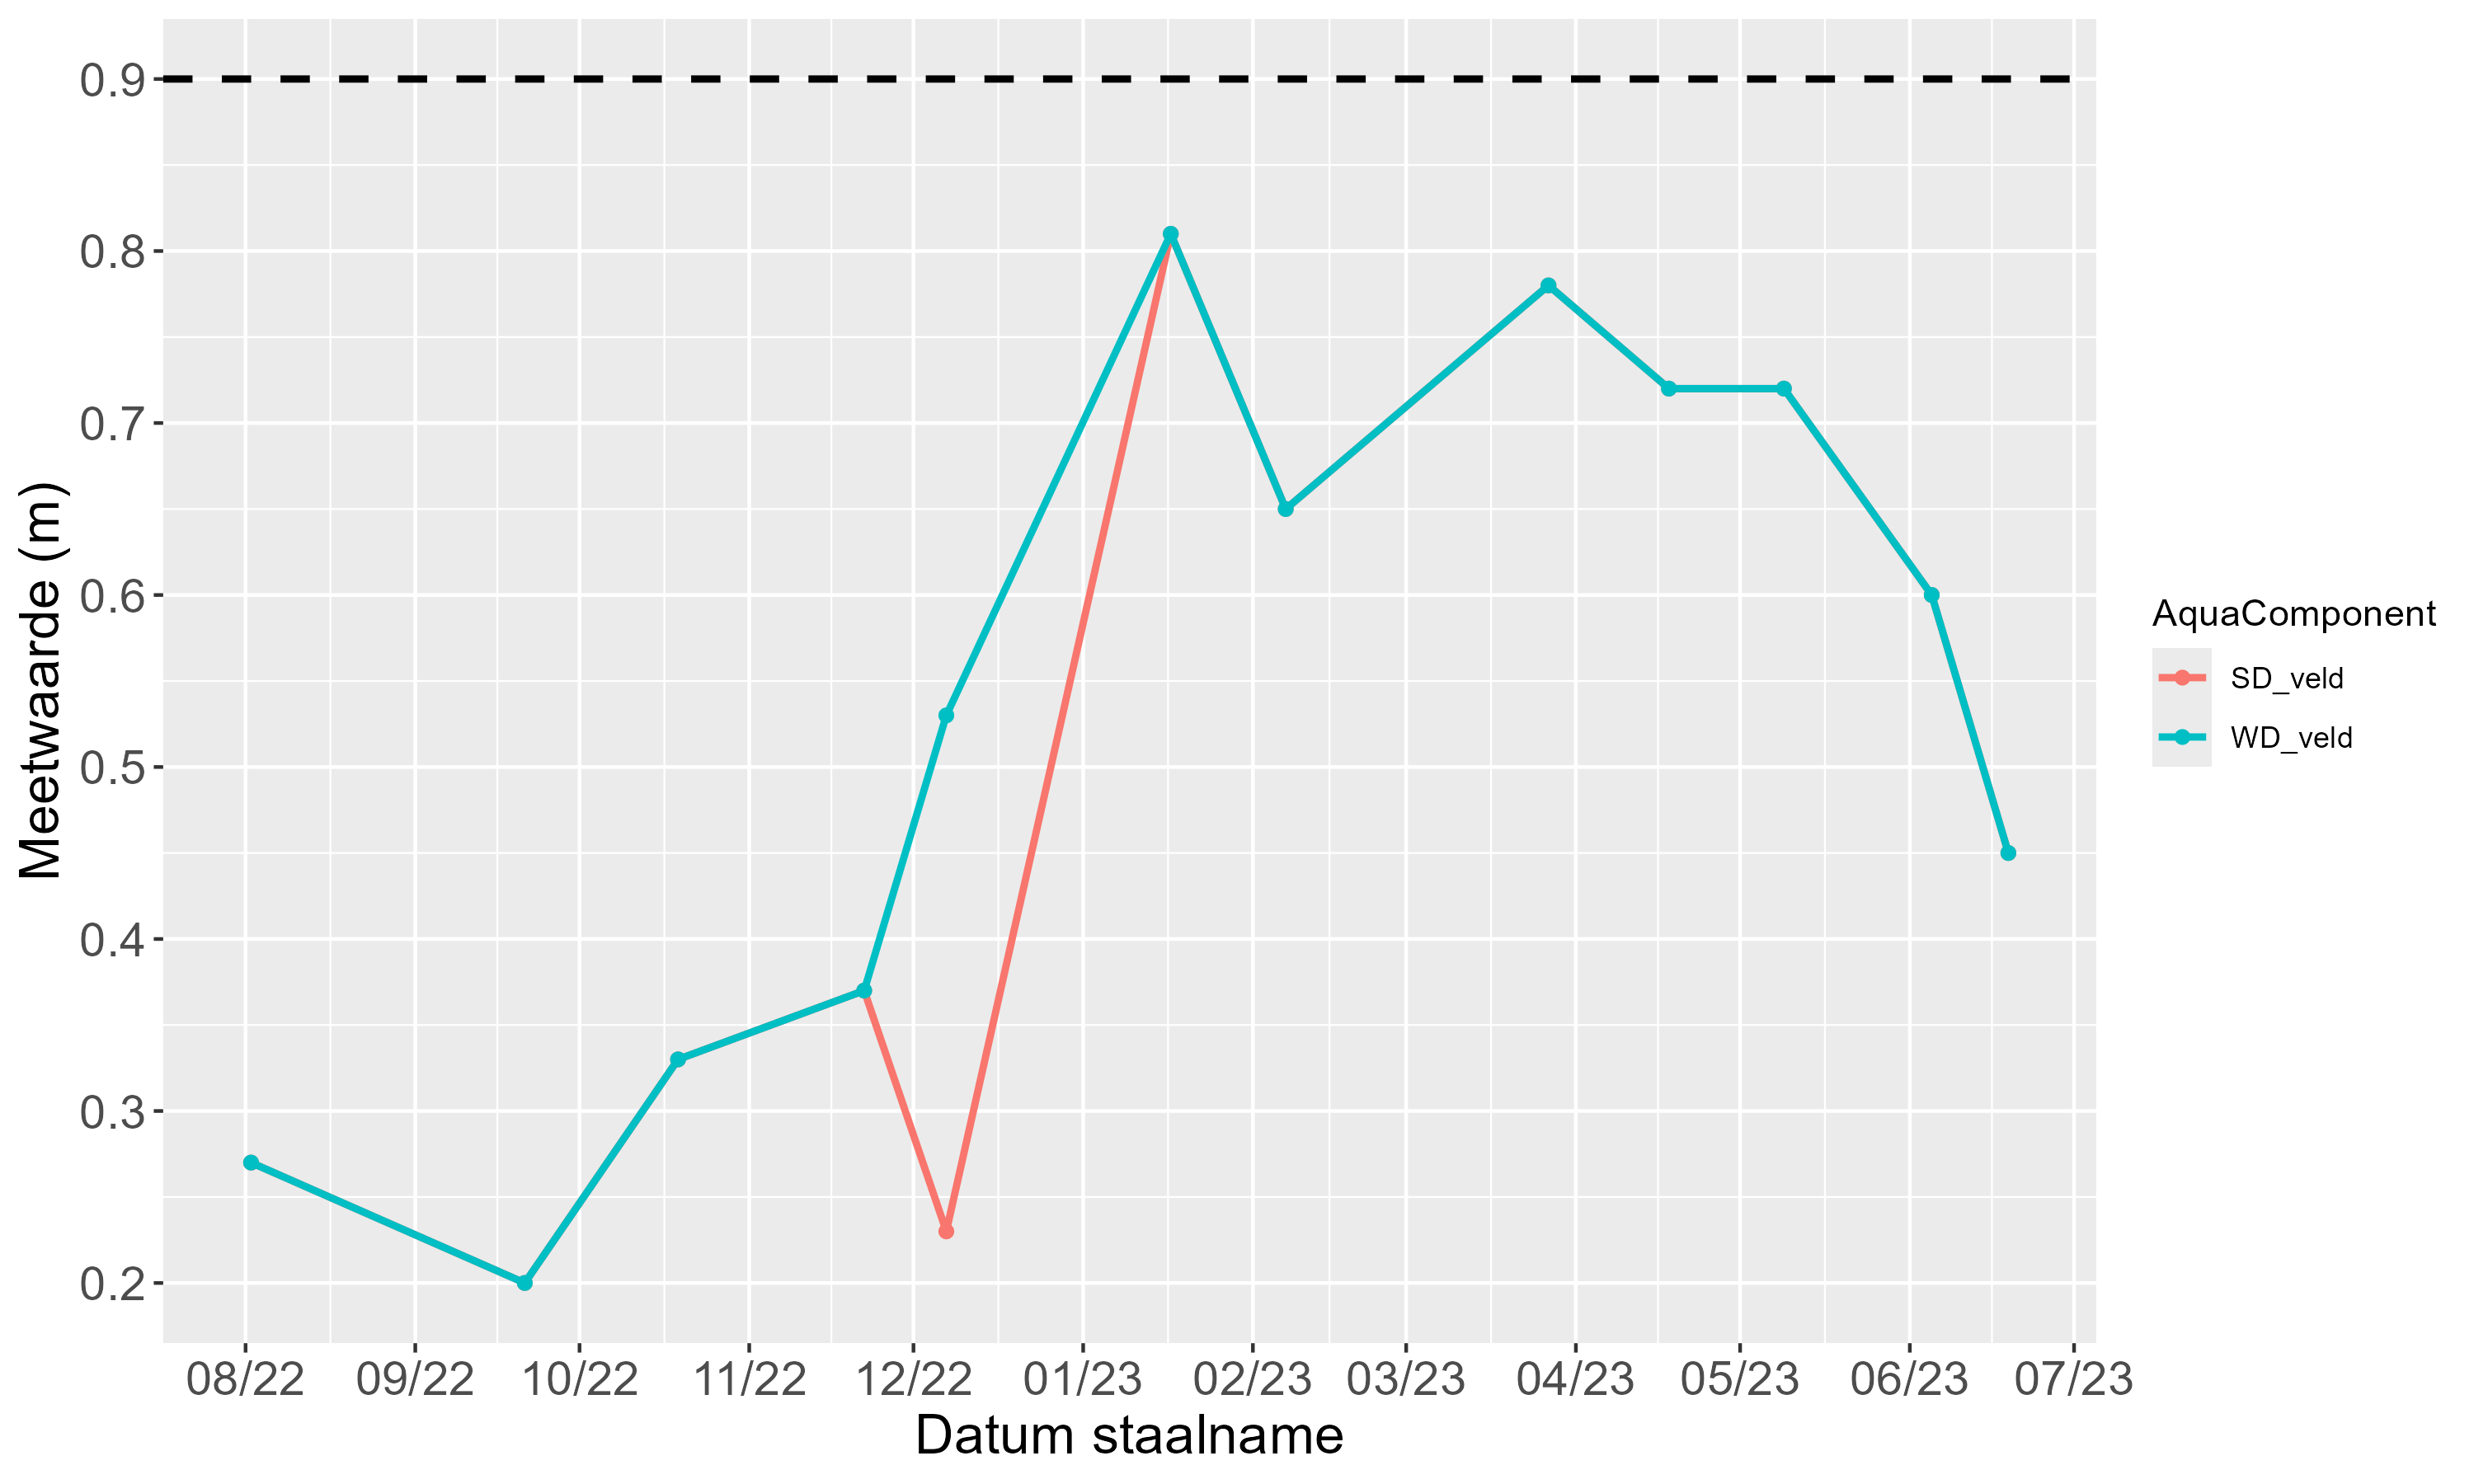 0.9
0.8
0.7
0.6
0.5
0.4
0.3
0.2
Meetwaarde (m)
08/22 09/22 10/22 11/22 12/22 01/23 02/23 03/23 04/23 05/23 06/23 07/23
Datum staalname
AquaComponent
SD_veld
WD_veld